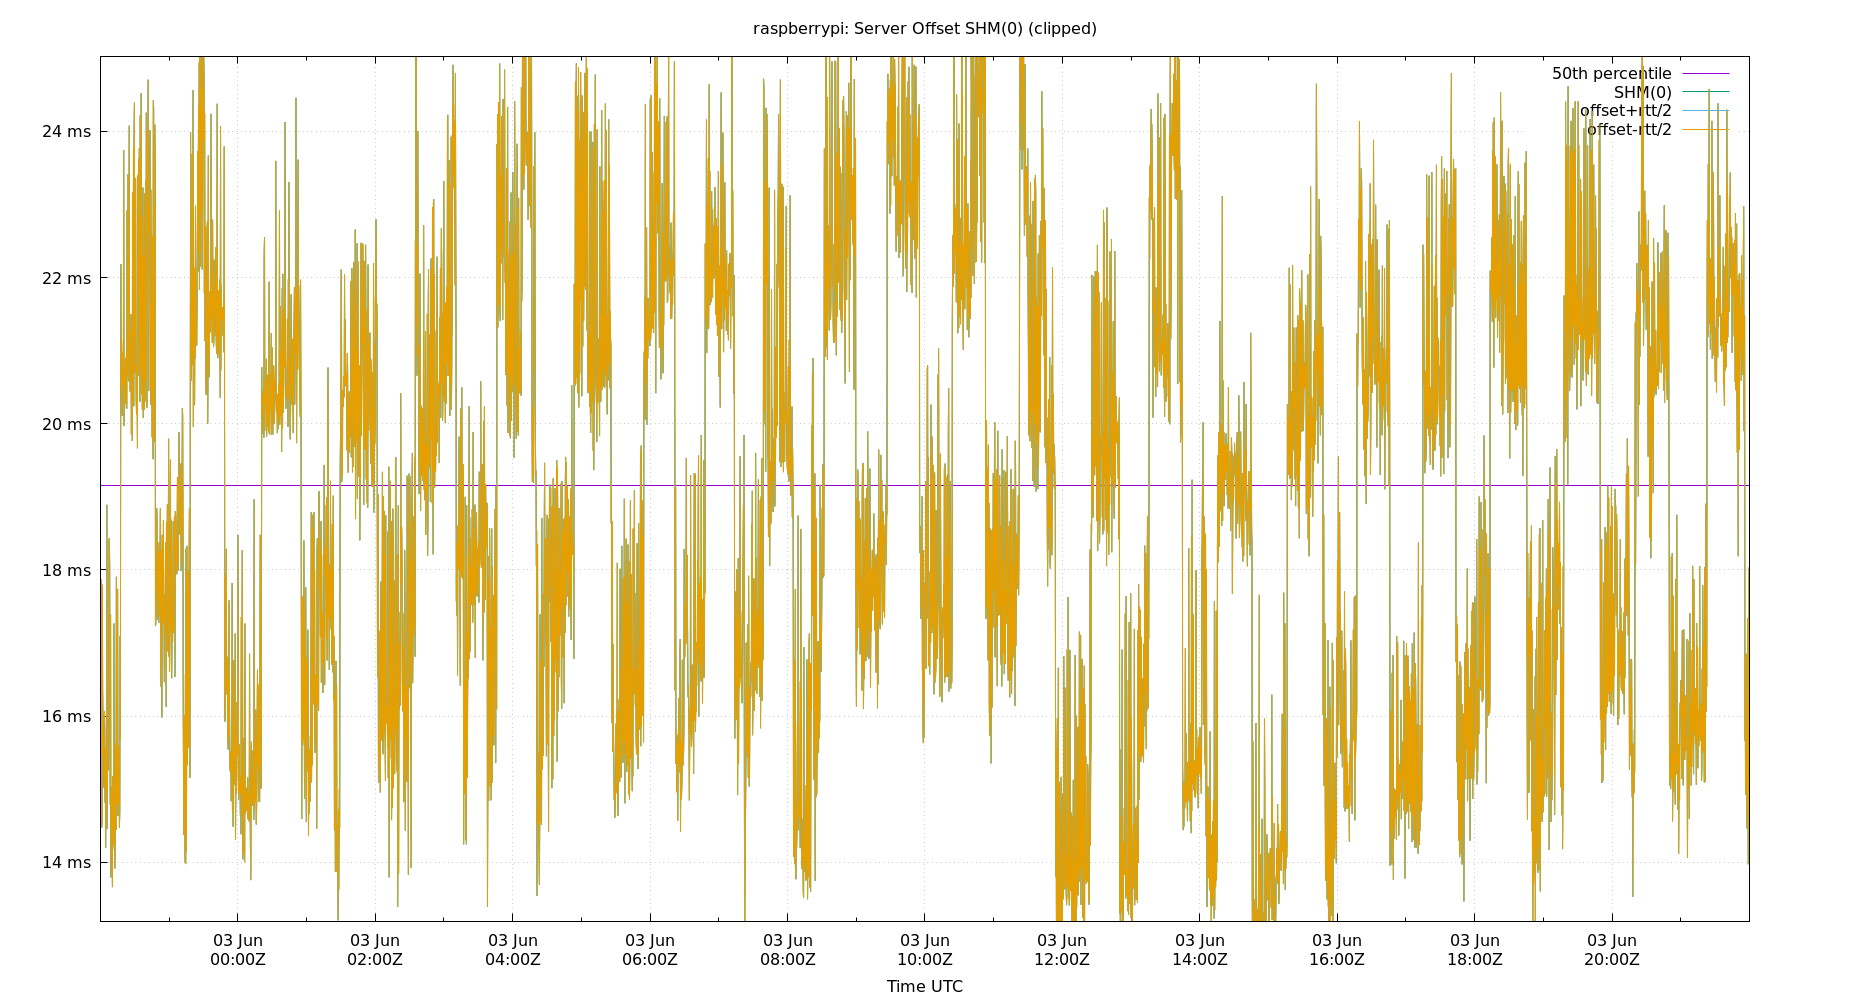 raspberrypi: Server Offset SHM(0) (clipped)
50th percentile
SHM(0)
offset+rtt/2
offset-rtt/2
24 ms
22 ms
20 ms
18 ms
16 ms
14 ms
03 Jun 03 Jun 03 Jun 03 Jun 03 Jun 03 Jun 03 Jun 03 Jun 03 Jun 03 Jun 03 Jun
00:00Z 02:00Z 04:00Z 06:00Z 08:00Z 10:00Z 12:00Z 14:00Z 16:00Z 18:00Z 20:00Z
Time UTC